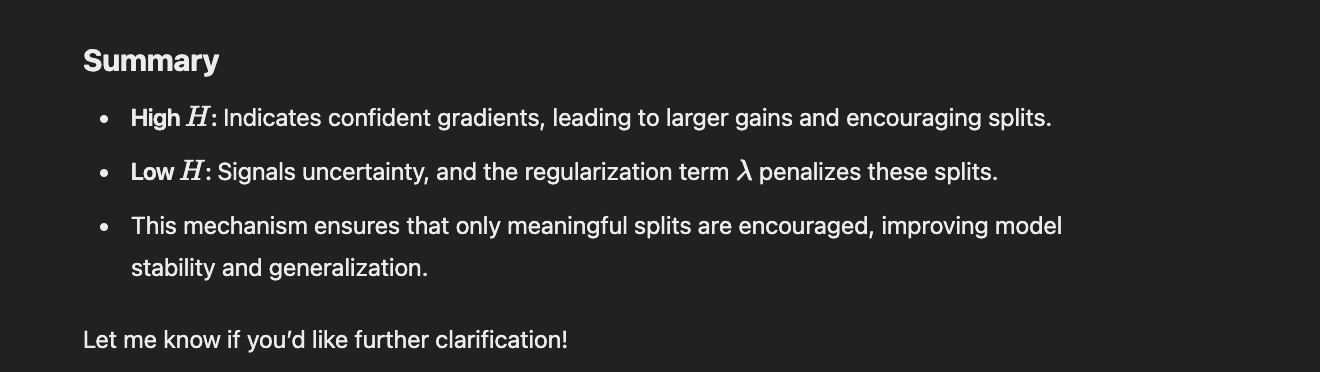 Summary
• High H: Indicates confident gradients, leading to larger gains and encouraging splits.
• Low H: Signals uncertainty, and the regularization term λ penalizes these splits.
• This mechanism ensures that only meaningful splits are encouraged, improving model
stability and generalization.
Let me know if you’d like further clarification!